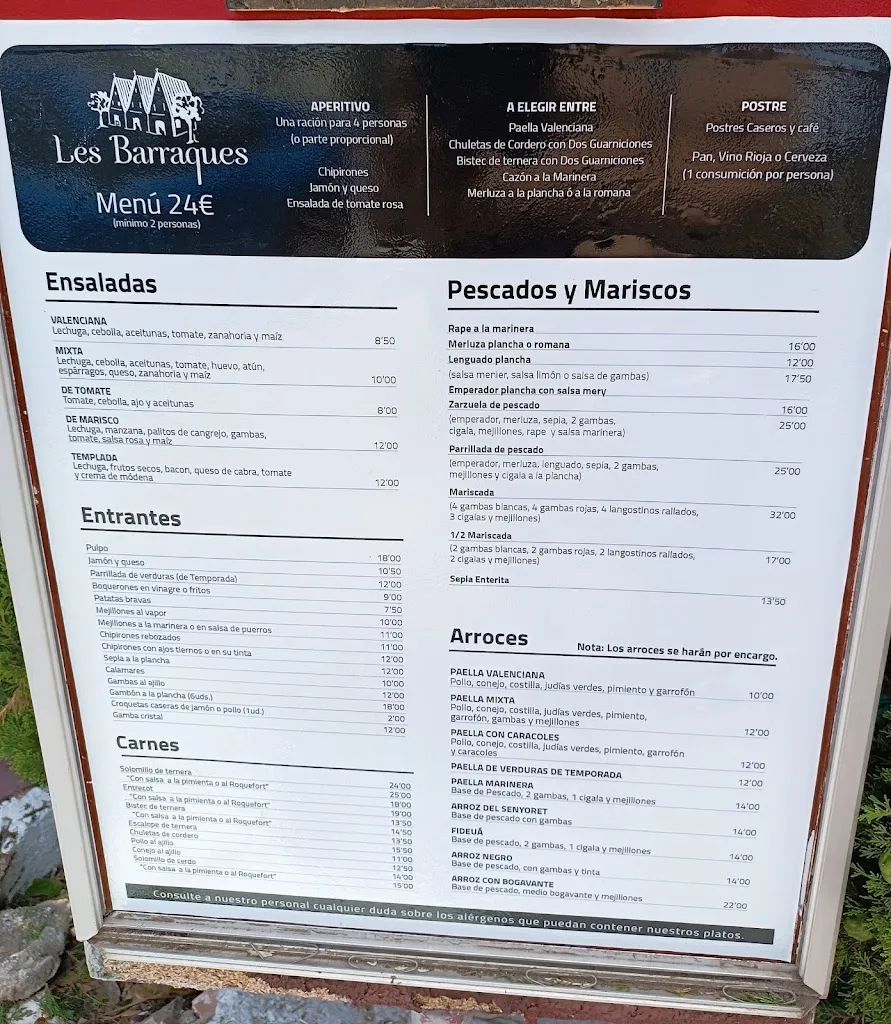 Les Barraques
Menú 24€
(mínimo 2 personas)
APERITIVO
Una ración para 4 personas
(o parte proporcional)
Chipirones
Jamón y queso
Ensalada de tomate rosa
A ELEGIR ENTRE
Paella Valenciana
Chuletas de Cordero con Dos Guarniciones
Bistec de ternera con Dos Guarniciones
Cazón a la Marinera
Merluza a la plancha ó a la romana
POSTRE
Postres Caseros y café
Pan, Vino Rioja o Cerveza
(1 consumición por persona)
Ensaladas
VALENCIANA
Lechuga, cebolla, aceitunas, tomate, zanahoria y maíz 8'50
MIXTA
Lechuga, cebolla, aceitunas, tomate, huevo, atún,
espárragos, queso, zanahoria y maíz 10'00
DE TOMATE
Tomate, cebolla, ajo y aceitunas 8'00
DE MARISCO
Lechuga, manzana, palitos de cangrejo, gambas,
tomate, salsa rosa y maíz 12'00
TEMPLADA
Lechuga, frutos secos, bacon, queso de cabra, tomate
y crema de módena 12'00
Entrantes
Pulpo 18'00
Jamón y queso 10'50
Parrillada de verduras (de Temporada) 12'00
Boquerones en vinagre o fritos 9'00
Patatas bravas 7'50
Mejillones al vapor 10'00
Mejillones a la marinera o en salsa de puerros 11'00
Chipirones rebozados 11'00
Chipirones con ajos tiernos o en su tinta 12'00
Sepia a la plancha 12'00
Calamares 10'00
Gambas al ajillo 12'00
Gambón a la plancha (6uds.) 18'00
Croquetas caseras de jamón o pollo (1ud.) 2'00
Gamba cristal 12'00
Carnes
Solomillo de ternera 24'00
"Con salsa a la pimienta o al Roquefort" 25'00
Entrecot 18'00
"Con salsa a la pimienta o al Roquefort" 19'00
Bistec de ternera 13'50
"Con salsa a la pimienta o al Roquefort" 14'50
Escalope de ternera 13'50
Chuletas de cordero 15'50
Pollo al ajillo 11'00
Conejo al ajillo 12'50
Solomillo de cerdo 14'00
"Con salsa a la pimienta o al Roquefort" 15'00
Pescados y Mariscos
Rape a la marinera 16'00
Merluza plancha o romana 12'00
Lenguado plancha 17'50
(salsa menier, salsa limón o salsa de gambas)
Emperador plancha con salsa mery 16'00
Zarzuela de pescado 25'00
(emperador, merluza, sepia, 2 gambas,
cigala, mejillones, rape y salsa marinera)
Parrillada de pescado
(emperador, merluza, lenguado, sepia, 2 gambas,
mejillones y cigala a la plancha) 25'00
Mariscada
(4 gambas blancas, 4 gambas rojas, 4 langostinos rallados,
3 cigalas y mejillones) 32'00
1/2 Mariscada
(2 gambas blancas, 2 gambas rojas, 2 langostinos rallados,
2 cigalas y mejillones) 17'00
Sepia Enterita 13'50
Arroces
Nota: Los arroces se harán por encargo.
PAELLA VALENCIANA
Pollo, conejo, costilla, judías verdes, pimiento y garrofón 10'00
PAELLA MIXTA
Pollo, conejo, costilla, judías verdes, pimiento,
garrofón, gambas y mejillones 12'00
PAELLA CON CARACOLES
Pollo, conejo, costilla, judías verdes, pimiento, garrofón
y caracoles 12'00
PAELLA DE VERDURAS DE TEMPORADA 12'00
PAELLA MARINERA
Base de Pescado, 2 gambas, 1 cigala y mejillones 14'00
ARROZ DEL SENYORET
Base de pescado con gambas 14'00
FIDEUÁ
Base de pescado, 2 gambas, 1 cigala y mejillones 14'00
ARROZ NEGRO
Base de pescado, con gambas y tinta 14'00
ARROZ CON BOGAVANTE
Base de pescado, medio bogavante y mejillones 22'00
Consulte a nuestro personal cualquier duda sobre los alérgenos que puedan contener nuestros platos.